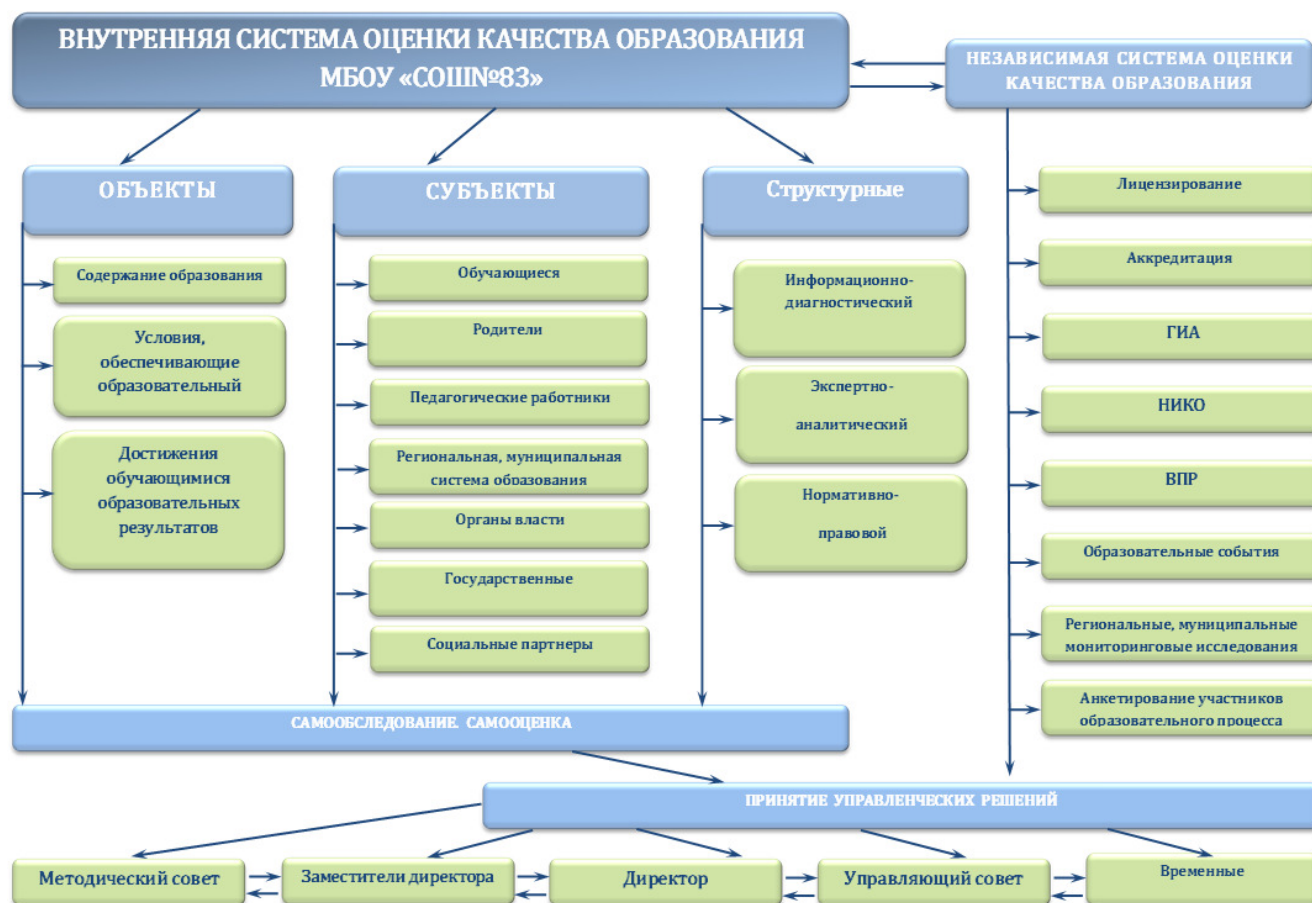 ВНУТРЕННЯЯ СИСТЕМА ОЦЕНКИ КАЧЕСТВА ОБРАЗОВАНИЯ
МБОУ «СОШ№83»
НЕЗАВИСИМАЯ СИСТЕМА ОЦЕНКИ
КАЧЕСТВА ОБРАЗОВАНИЯ
ОБЪЕКТЫ
Содержание образования
Условия,
обеспечивающие
образовательный
Достижения
обучающимися
образовательных
результатов
СУБЪЕКТЫ
Обучающиеся
Родители
Педагогические работники
Региональная, муниципальная
система образования
Органы власти
Государственные
Социальные партнеры
Структурные
Информационно-
диагностический
Экспертно-
аналитический
Нормативно-
правовой
Лицензирование
Аккредитация
ГИА
НИКО
ВПР
Образовательные события
Региональные, муниципальные
мониторинговые исследования
Анкетирование участников
образовательного процесса
САМООБСЛЕДОВАНИЕ. САМООЦЕНКА
ПРИНЯТИЕ УПРАВЛЕНЧЕСКИХ РЕШЕНИЙ
Методический совет
Заместители директора
Директор
Управляющий совет
Временные